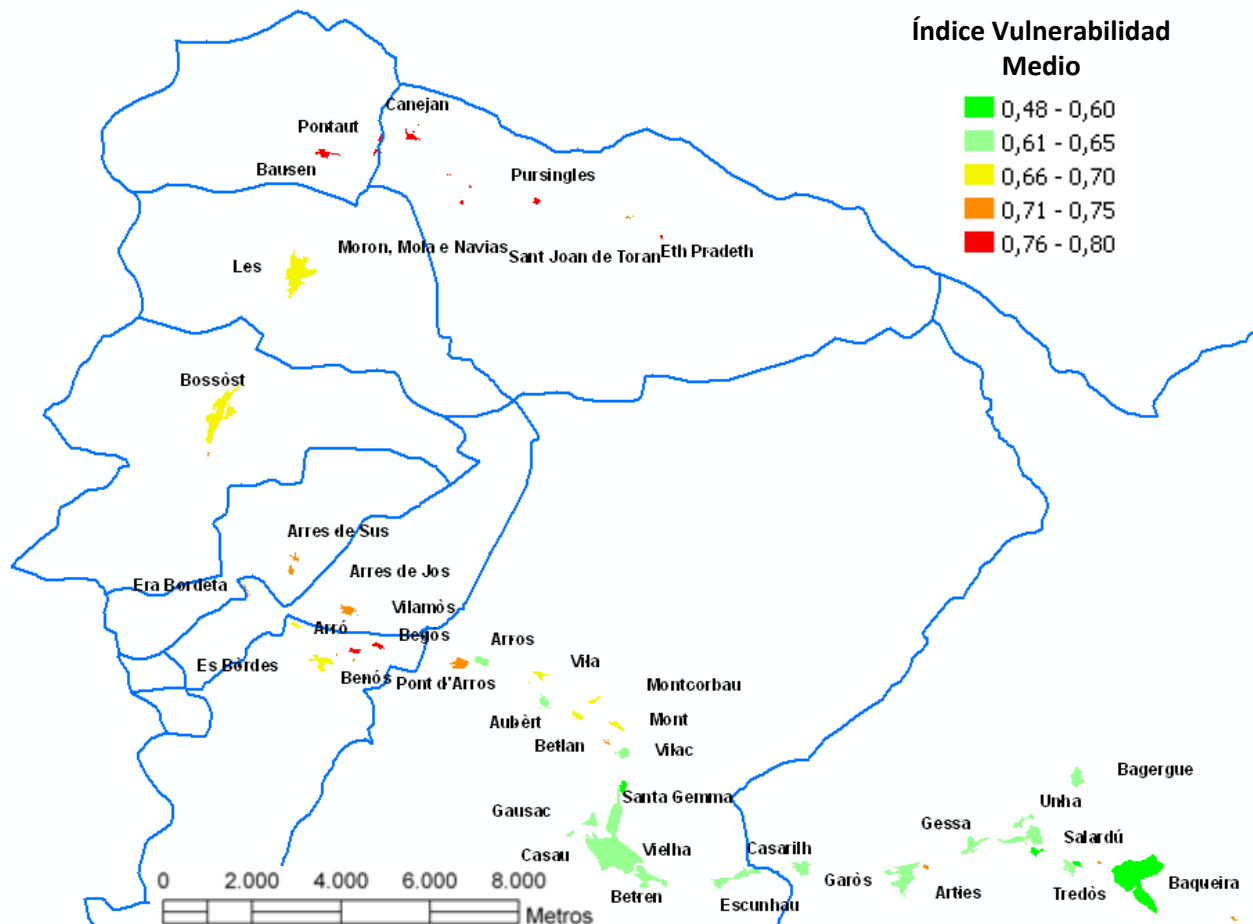 Índice Vulnerabilidad
Medio
0,48 - 0,60
0,61 - 0,65
0,66 - 0,70
0,71 - 0,75
0,76 - 0,80
Canejan
Pontaut
Bausen
Pursingles
Moron, Mola e Navias
Sant Joan de Toran
Eth Pradeth
Les
Bossòst
Arres de Sus
Arres de Jos
Era Bordeta
Vilamòs
Arró
Begós
Arros
Es Bòrdes
Benós
Pont d'Arros
Vila
Montcorbau
Aubèrt
Mont
Betlan
Vilac
Bagergue
Santa Gemma
Unha
Gausac
Gessa
Salardú
Casau
Vielha
Casarilh
Garòs
Arties
Tredòs
Baqueira
Betren
Escunhau
0 2.000 4.000 6.000 8.000
Metros